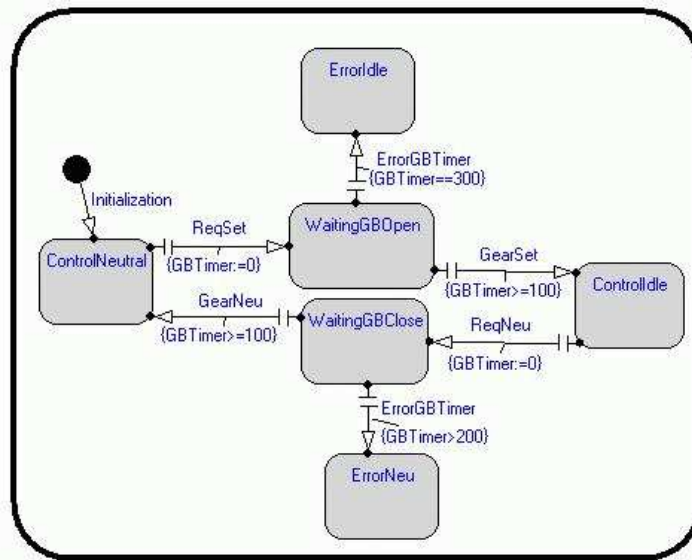 ErrorIdle
ErrorGBTimer
{GBTimer==300}
Initialization
ReqSet
WaitingGBOpen
GearSet
ControlNeutral
{GBTimer:=0}
{GBTimer>=100}
ControlIdle
GearNeu
WaitingGBClose
ReqNeu
{GBTimer>=100}
{GBTimer:=0}
ErrorGBTimer
{GBTimer>200}
ErrorNeu